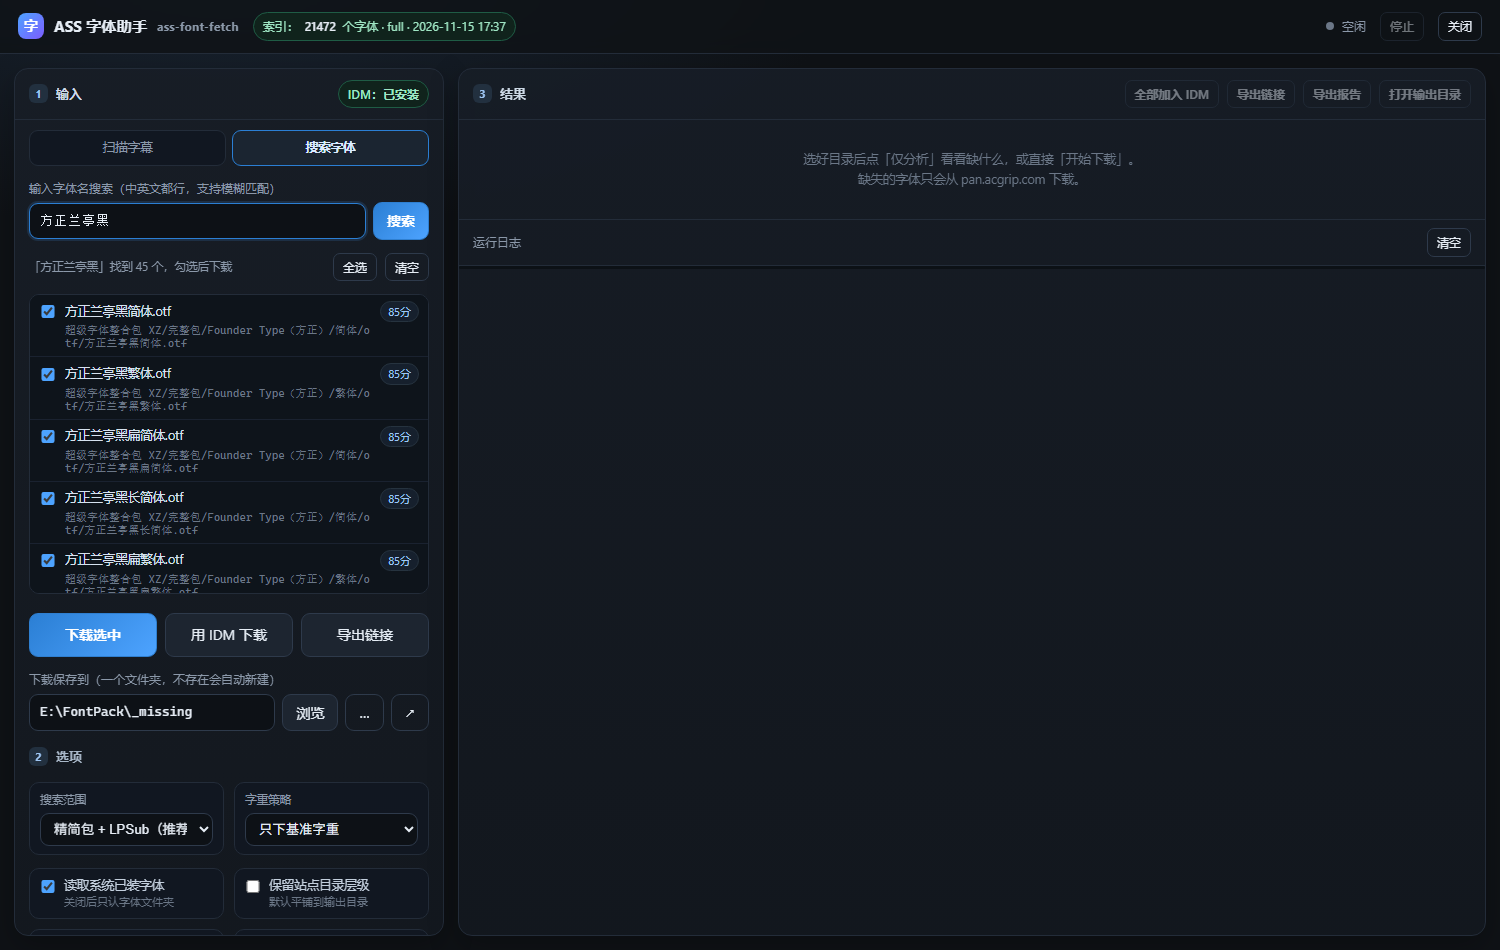 字 ASS 字体助手 ass-font-fetch 索引： 21472 个字体 · full · 2026-11-15 17:37 空闲 停止 关闭
1 输入 IDM：已安装
扫描字幕 搜索字体
输入字体名搜索（中英文都行，支持模糊匹配）
方正兰亭黑 搜索
「方正兰亭黑」找到 45 个，勾选后下载 全选 清空
方正兰亭黑简体.otf 85分
超级字体整合包 XZ/完整包/Founder Type（方正）/简体/o
tf/方正兰亭黑简体.otf
方正兰亭黑繁体.otf 85分
超级字体整合包 XZ/完整包/Founder Type（方正）/繁体/o
tf/方正兰亭黑繁体.otf
方正兰亭黑扁简体.otf 85分
超级字体整合包 XZ/完整包/Founder Type（方正）/简体/o
tf/方正兰亭黑扁简体.otf
方正兰亭黑长简体.otf 85分
超级字体整合包 XZ/完整包/Founder Type（方正）/简体/o
tf/方正兰亭黑长简体.otf
方正兰亭黑扁繁体.otf 85分
超级字体整合包 XZ/完整包/Founder Type（方正）/繁体/o
tf/方正兰亭黑扁繁体.otf
下载选中 用 IDM 下载 导出链接
下载保存到（一个文件夹，不存在会自动新建）
E:\FontPack\_missing 浏览 ... ↗
2 选项
搜索范围 字重策略
精简包 + LPSub（推荐 只下基准字重
读取系统已装字体 保留站点目录层级
关闭后只认字体文件夹 默认平铺到输出目录
3 结果 全部加入 IDM 导出链接 导出报告 打开输出目录
选好目录后点「仅分析」看看缺什么，或直接「开始下载」。
缺失的字体只会从 pan.acgrip.com 下载。
运行日志 清空